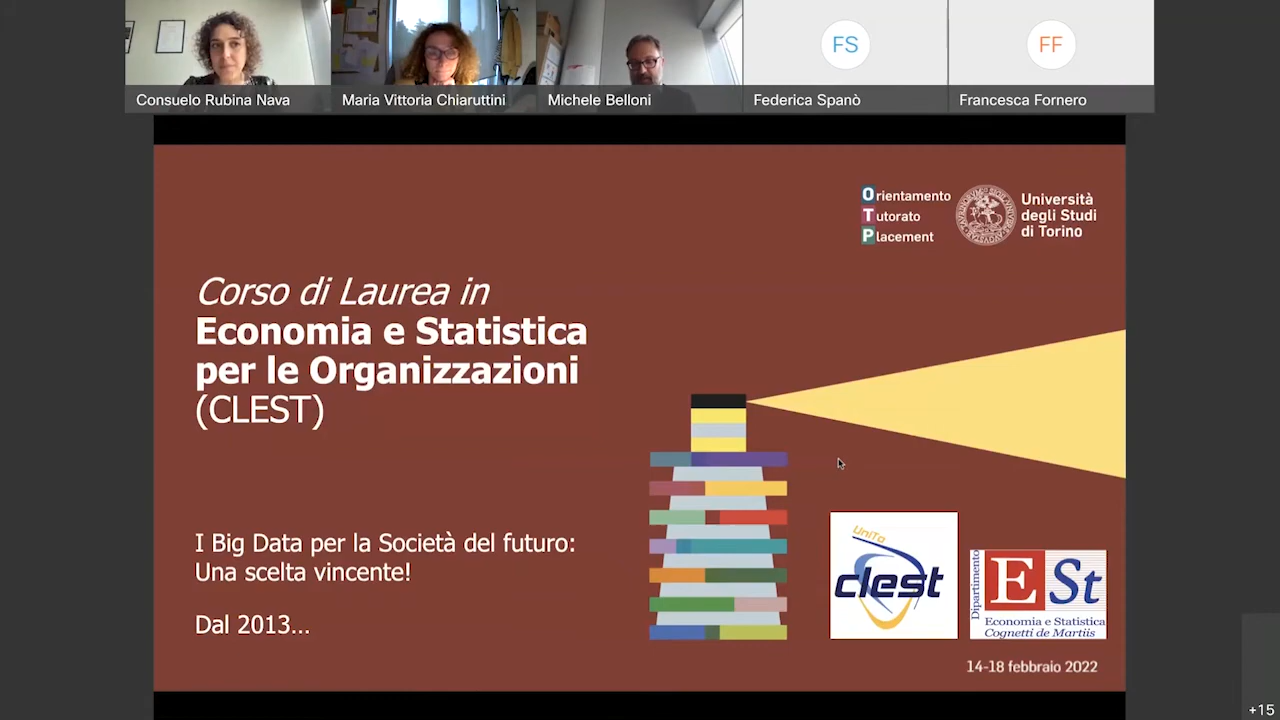 Consuelo Rubina Nava
Maria Vittoria Chiaruttini
Michele Belloni
FS
Federica Spanò
FF
Francesca Fornero
Orientamento
Tutorato
Placement
Università
degli Studi
di Torino
Corso di Laurea in
Economia e Statistica
per le Organizzazioni
(CLEST)
I Big Data per la Società del futuro:
Una scelta vincente!
Dal 2013...
UniTo
clest
Dipartimento
ESt
Economia e Statistica
Cognetti de Martiis
14-18 febbraio 2022
+15